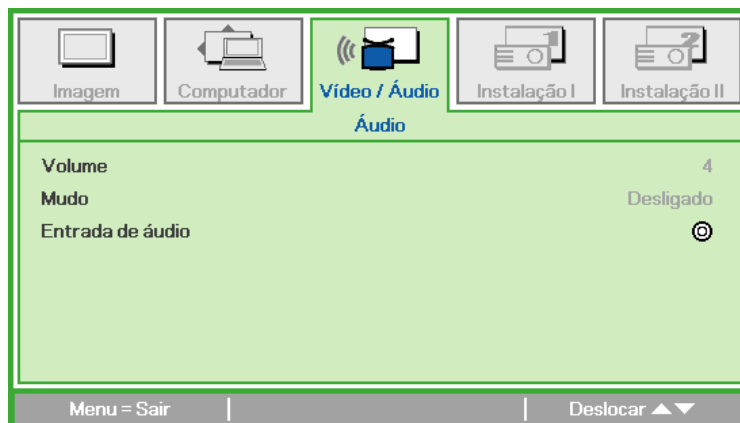 Imagem
Computador
Vídeo / Áudio
Instalação I
Instalação II
Áudio
Volume 4
Mudo Desligado
Entrada de áudio
Menu = Sair
Deslocar ▲▼